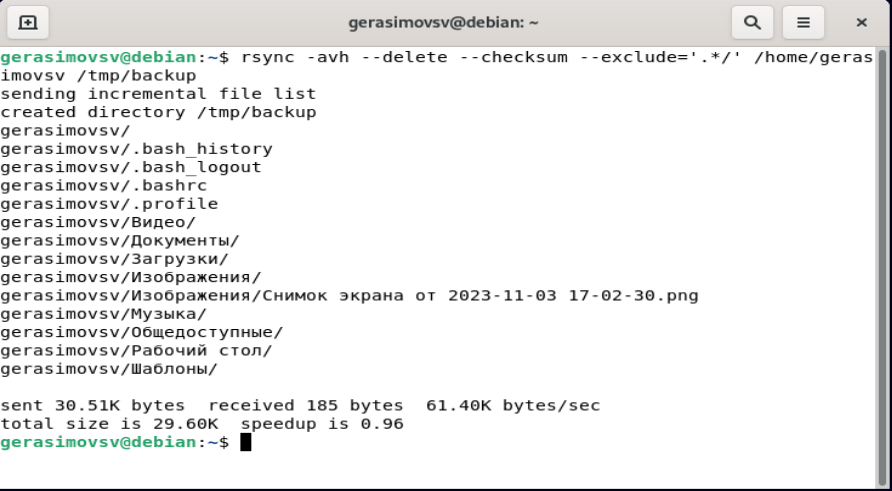 gerasimovsv@debian: ~
gerasimovsv@debian:~$ rsync -avh --delete --checksum --exclude='.*/' /home/geras
imovsv /tmp/backup
sending incremental file list
created directory /tmp/backup
gerasimovsv/
gerasimovsv/.bash_history
gerasimovsv/.bash_logout
gerasimovsv/.bashrc
gerasimovsv/.profile
gerasimovsv/Видео/
gerasimovsv/Документы/
gerasimovsv/Загрузки/
gerasimovsv/Изображения/
gerasimovsv/Изображения/Снимок экрана от 2023-11-03 17-02-30.png
gerasimovsv/Музыка/
gerasimovsv/Общедоступные/
gerasimovsv/Рабочий стол/
gerasimovsv/Шаблоны/
sent 30.51K bytes  received 185 bytes  61.40K bytes/sec
total size is 29.60K  speedup is 0.96
gerasimovsv@debian:~$